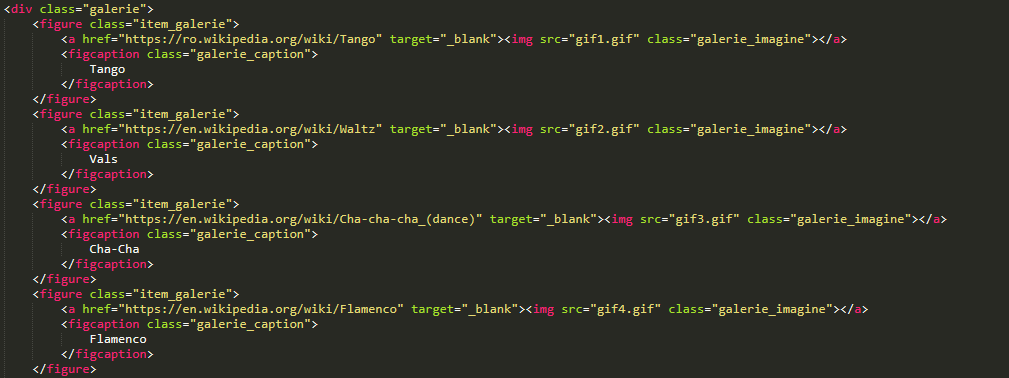 <div class="galerie">
<figure class="item_galerie">
<a href="https://ro.wikipedia.org/wiki/Tango" target="_blank"><img src="gif1.gif" class="galerie_imagine"></a>
<figcaption class="galerie_caption">
Tango
</figcaption>
</figure>
<figure class="item_galerie">
<a href="https://en.wikipedia.org/wiki/Waltz" target="_blank"><img src="gif2.gif" class="galerie_imagine"></a>
<figcaption class="galerie_caption">
Vals
</figcaption>
</figure>
<figure class="item_galerie">
<a href="https://en.wikipedia.org/wiki/Cha-cha-cha_(dance)" target="_blank"><img src="gif3.gif" class="galerie_imagine"></a>
<figcaption class="galerie_caption">
Cha-Cha
</figcaption>
</figure>
<figure class="item_galerie">
<a href="https://en.wikipedia.org/wiki/Flamenco" target="_blank"><img src="gif4.gif" class="galerie_imagine"></a>
<figcaption class="galerie_caption">
Flamenco
</figcaption>
</figure>